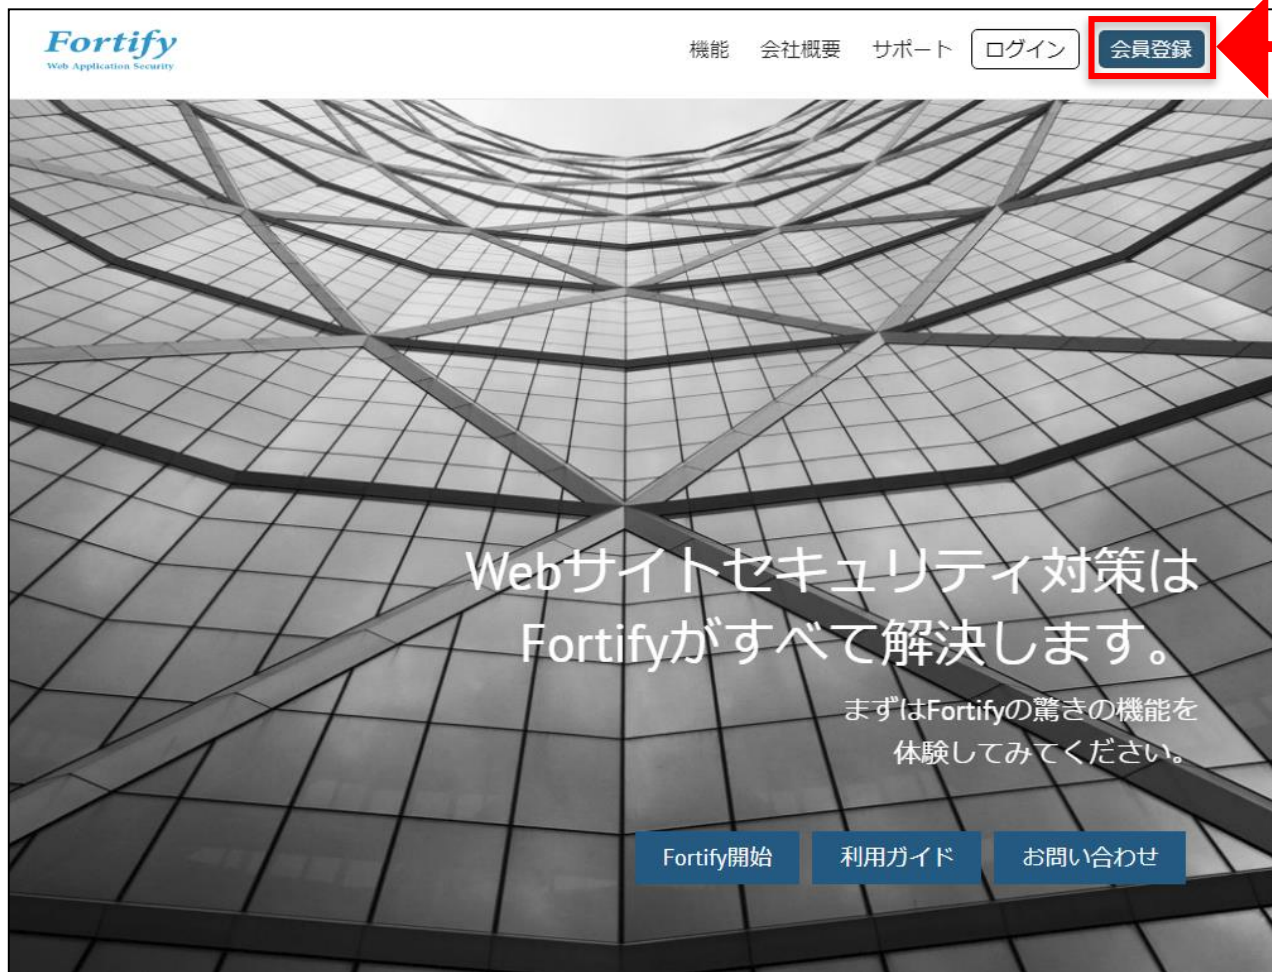 Fortify
Web Application Security
機能 会社概要 サポート ログイン 会員登録
Webサイトセキュリティ対策は
Fortifyがすべて解決します。
まずはFortifyの驚きの機能を
体験してみてください。
Fortify開始 利用ガイド お問い合わせ